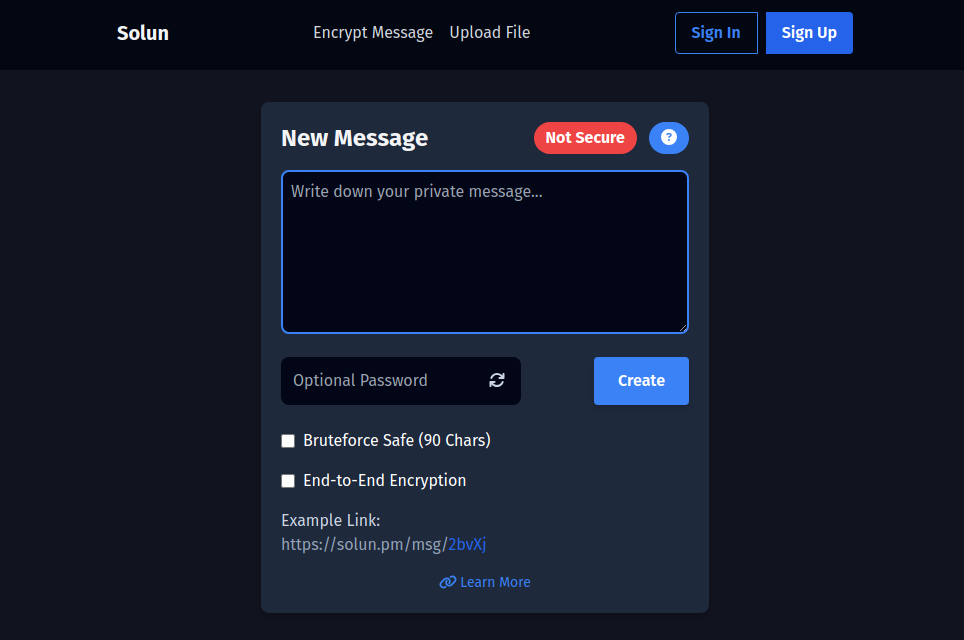 Solun
Encrypt Message
Upload File
Sign In
Sign Up
New Message
Not Secure
?
Write down your private message...
Optional Password
Create
Bruteforce Safe (90 Chars)
End-to-End Encryption
Example Link:
https://solun.pm/msg/2bvXj
Learn More